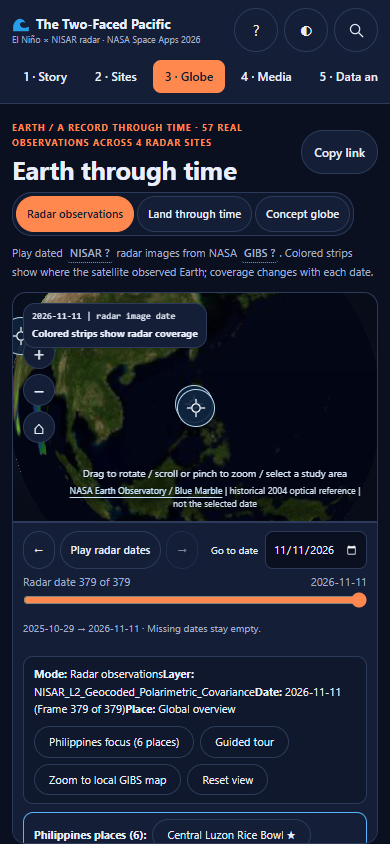 The Two-Faced Pacific
El Niño × NISAR radar · NASA Space Apps 2026
?
1 · Story
2 · Sites
3 · Globe
4 · Media
5 · Data an
EARTH / A RECORD THROUGH TIME · 57 REAL
OBSERVATIONS ACROSS 4 RADAR SITES
Earth through time
Copy link
Radar observations
Land through time
Concept globe
Play dated NISAR ? radar images from NASA GIBS ? . Colored strips
show where the satellite observed Earth; coverage changes with each date.
2026-11-11 | radar image date
Colored strips show radar coverage
+
−
⌂
Drag to rotate / scroll or pinch to zoom / select a study area
NASA Earth Observatory / Blue Marble | historical 2004 optical reference |
not the selected date
←
Play radar dates
→
Go to date
11/11/2026
Radar date 379 of 379
2026-11-11
2025-10-29 → 2026-11-11 · Missing dates stay empty.
Mode: Radar observationsLayer:
NISAR_L2_Geocoded_Polarimetric_CovarianceDate: 2026-11-11
(Frame 379 of 379)Place: Global overview
Philippines focus (6 places)
Guided tour
Zoom to local GIBS map
Reset view
Philippines places (6):
Central Luzon Rice Bowl ★